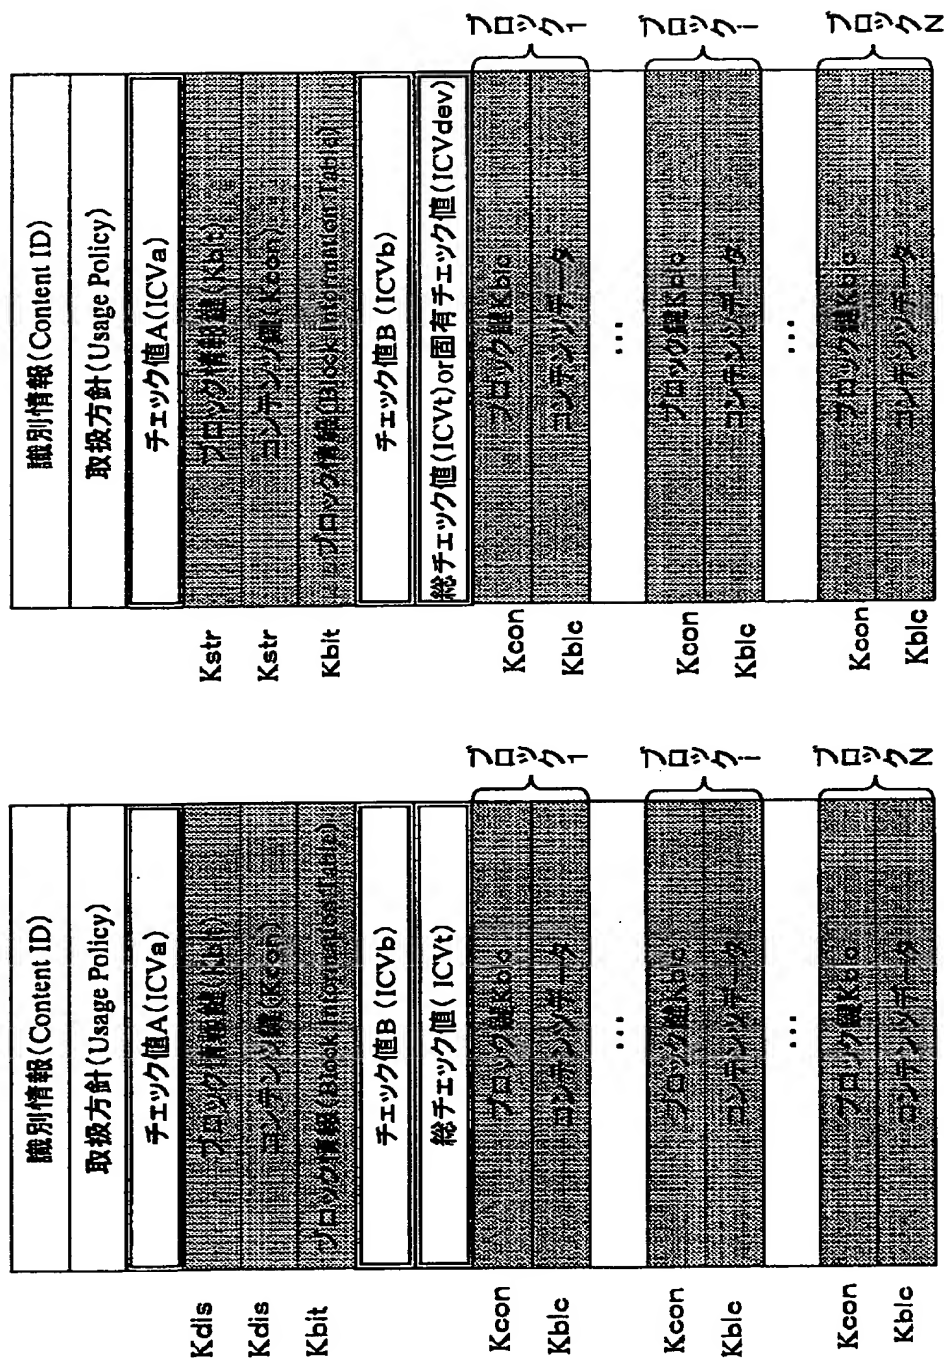 識別情報(Content ID)
取扱方針(Usage Policy)
チェック値A(ICVa)
Kdis ブロック情報鍵(Kbit)
Kdis コンテンツ鍵(Kcon)
Kbit ブロック情報(Block Information Table)
チェック値B(ICVb)
総チェック値(ICVt)
Kcon ブロック鍵Kblc
Kblc コンテンツデータ
ブロック1
...
Kcon ブロック鍵Kblc
Kblc コンテンツデータ
ブロックi
...
Kcon ブロック鍵Kblc
Kblc コンテンツデータ
ブロックN
識別情報(Content ID)
取扱方針(Usage Policy)
チェック値A(ICVa)
Kstr ブロック情報鍵(Kbit)
Kstr コンテンツ鍵(Kcon)
Kbit ブロック情報(Block Information Table)
チェック値B(ICVb)
総チェック値(ICVt)or固有チェック値(ICVdev)
Kcon ブロック鍵Kblc
Kblc コンテンツデータ
ブロック1
...
Kcon ブロック鍵Kblc
Kblc コンテンツデータ
ブロックi
...
Kcon ブロック鍵Kblc
Kblc コンテンツデータ
ブロックN